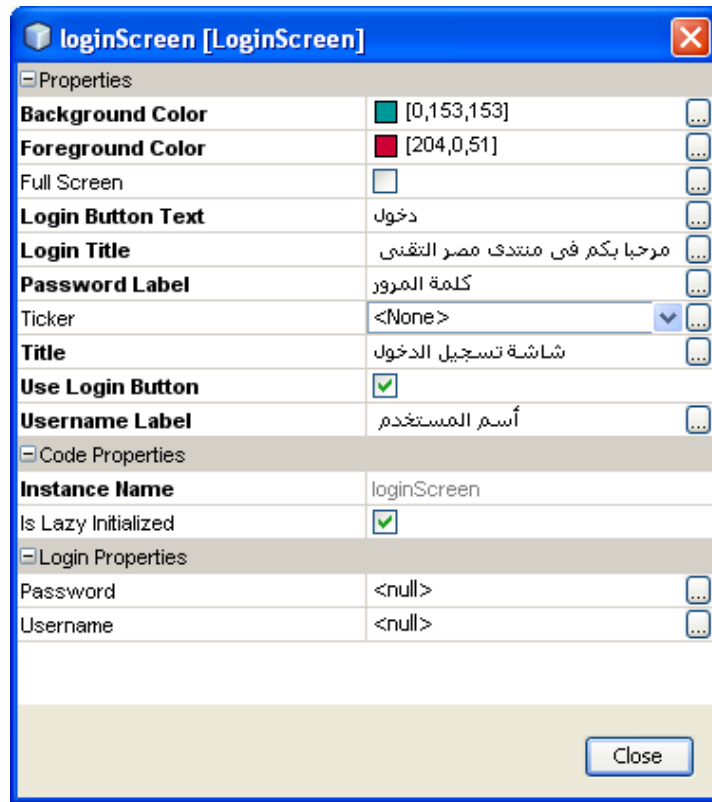 loginScreen [LoginScreen]
Properties
Background Color [0,153,153] ...
Foreground Color [204,0,51] ...
Full Screen ...
Login Button Text دخول ...
Login Title مرحبا بكم فى منتدى مصر التقنى ...
Password Label كلمة المرور ...
Ticker <None> ...
Title شاشة تسجيل الدخول ...
Use Login Button
Username Label أسم المستخدم ...
Code Properties
Instance Name loginScreen
Is Lazy Initialized
Login Properties
Password <null> ...
Username <null> ...
Close